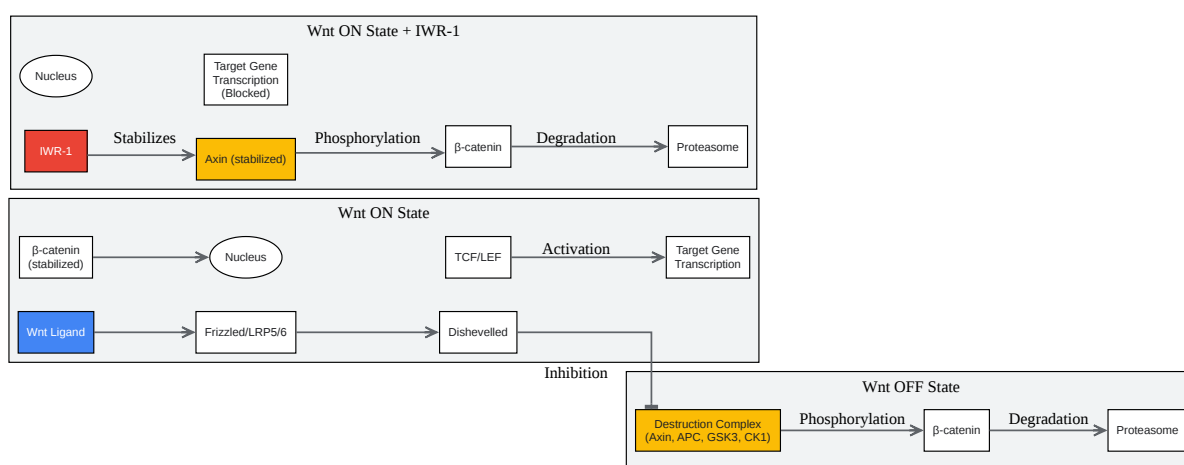 Wnt ON State + IWR-1
Nucleus
Target Gene
Transcription
(Blocked)
IWR-1
Stabilizes
Axin (stabilized)
Phosphorylation
β-catenin
Degradation
Proteasome
Wnt ON State
β-catenin
(stabilized)
Nucleus
TCF/LEF
Activation
Target Gene
Transcription
Wnt Ligand
Frizzled/LRP5/6
Dishevelled
Inhibition
Wnt OFF State
Destruction Complex
(Axin, APC, GSK3, CK1)
Phosphorylation
β-catenin
Degradation
Proteasome